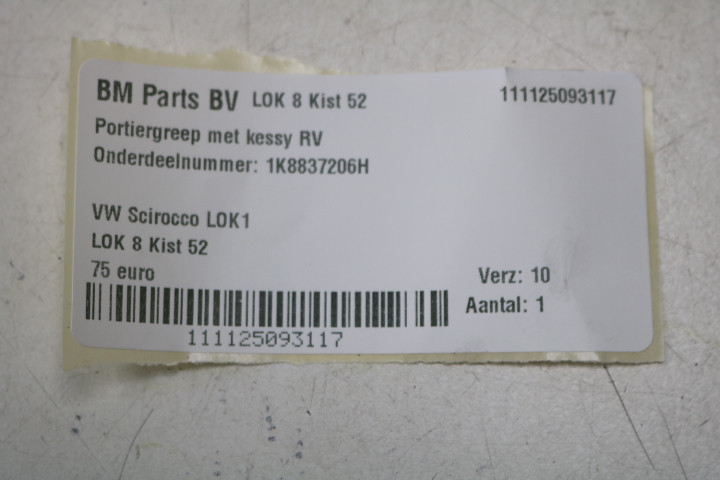 BM Parts BV LOK 8 Kist 52 111125093117
Portiergreep met kessy RV
Onderdeelnummer: 1K8837206H
VW Scirocco LOK1
LOK 8 Kist 52
75 euro Verz: 10
Aantal: 1
111125093117